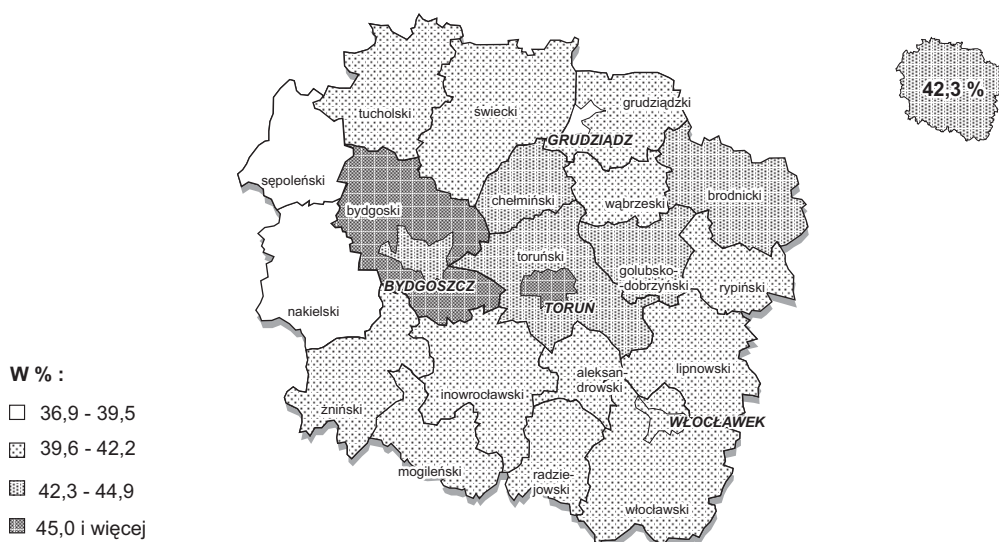 42,3 %
tucholski
świecki
grudziądzki
GRUDZIĄDZ
sępoleński
bydgoski
chełmiński
wąbrzeski
brodnicki
toruński
golubsko-
-dobrzyński
rypiński
BYDGOSZCZ
TORUŃ
nakielski
aleksan-
drowski
lipnowski
żniński
inowrocławski
WŁOCŁAWEK
mogileński
radzie-
jowski
włocławski
W % :
36,9 - 39,5
39,6 - 42,2
42,3 - 44,9
45,0 i więcej